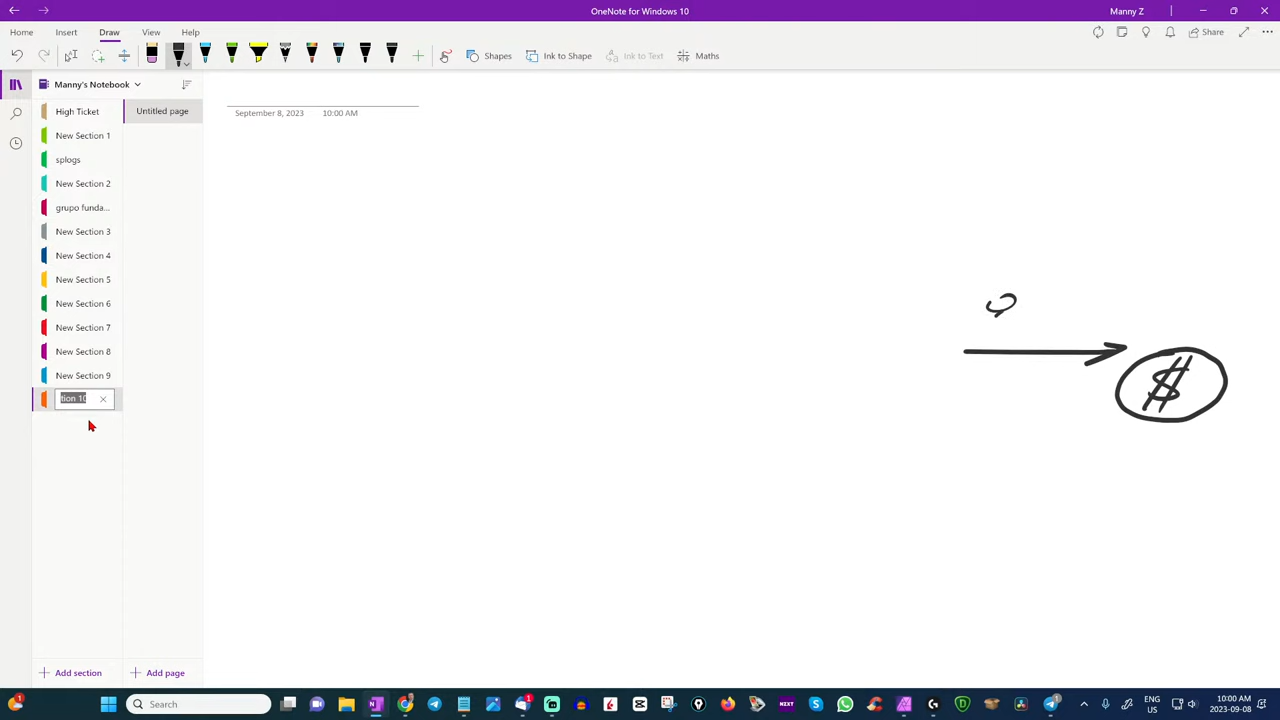 OneNote for Windows 10
Manny Z
Home Insert Draw View Help
Share
Shapes Ink to Shape Ink to Text Maths
Manny's Notebook
High Ticket
Untitled page
New Section 1
splogs
New Section 2
grupo funda...
New Section 3
New Section 4
New Section 5
New Section 6
New Section 7
New Section 8
New Section 9
tion 10
September 8, 2023 10:00 AM
$
Add section
Add page
Search
ENG
US
10:00 AM
2023-09-08